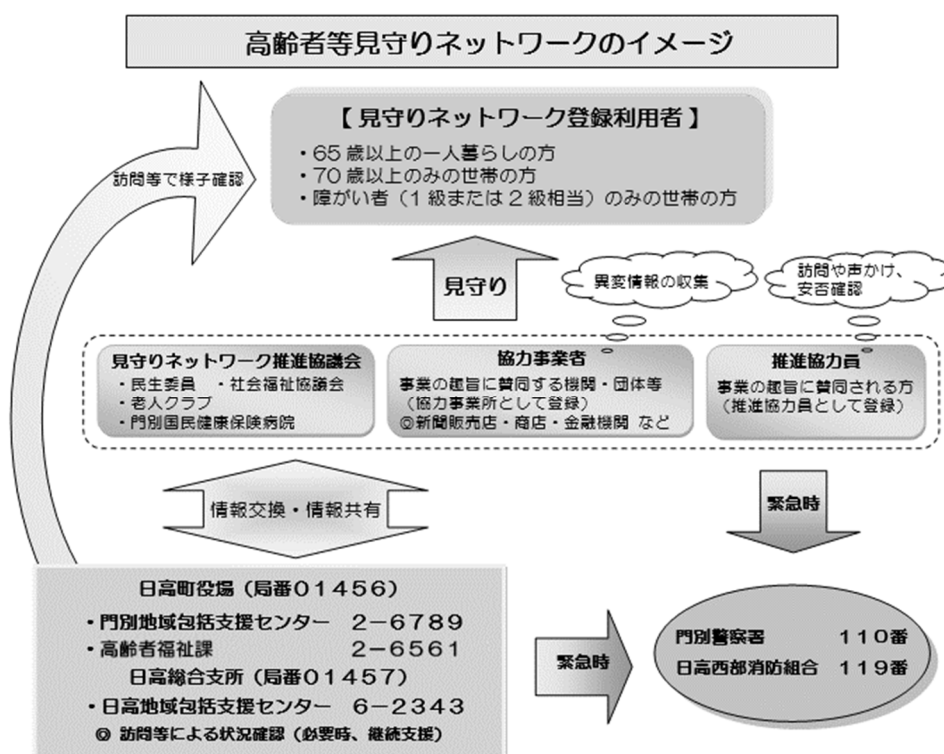 高齢者等見守りネットワークのイメージ
【 見守りネットワーク登録利用者 】
・65 歳以上の一人暮らしの方
・70 歳以上のみの世帯の方
・障がい者（１級または２級相当）のみの世帯の方
訪問等で様子確認
見守り
異変情報の収集
訪問や声かけ、
安否確認
見守りネットワーク推進協議会
・民生委員　・社会福祉協議会
・老人クラブ
・門別国民健康保険病院
協力事業者
事業の趣旨に賛同する機関・団体等
（協力事業所として登録）
◎新聞販売店・商店・金融機関 など
推進協力員
事業の趣旨に賛同される方
（推進協力員として登録）
情報交換・情報共有
緊急時
日高町役場（局番０１４５６）
・門別地域包括支援センター　２－６７８９
・高齢者福祉課　２－６５６１
日高総合支所（局番０１４５７）
・日高地域包括支援センター　６－２３４３
◎ 訪問等による状況確認（必要時、継続支援）
緊急時
門別警察署　１１０番
日高西部消防組合　１１９番